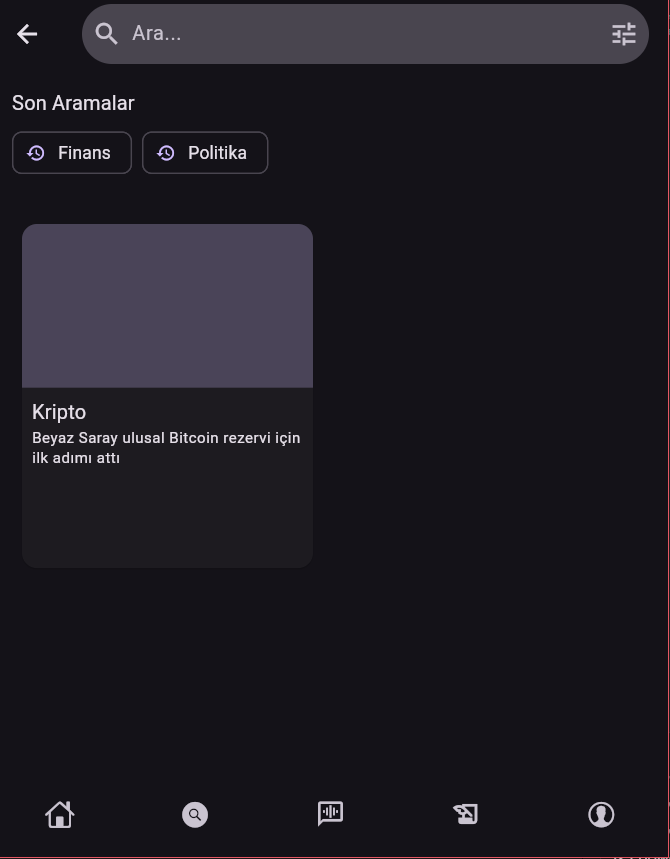 Ara...
Son Aramalar
Finans
Politika
Kripto
Beyaz Saray ulusal Bitcoin rezervi için
ilk adımı attı